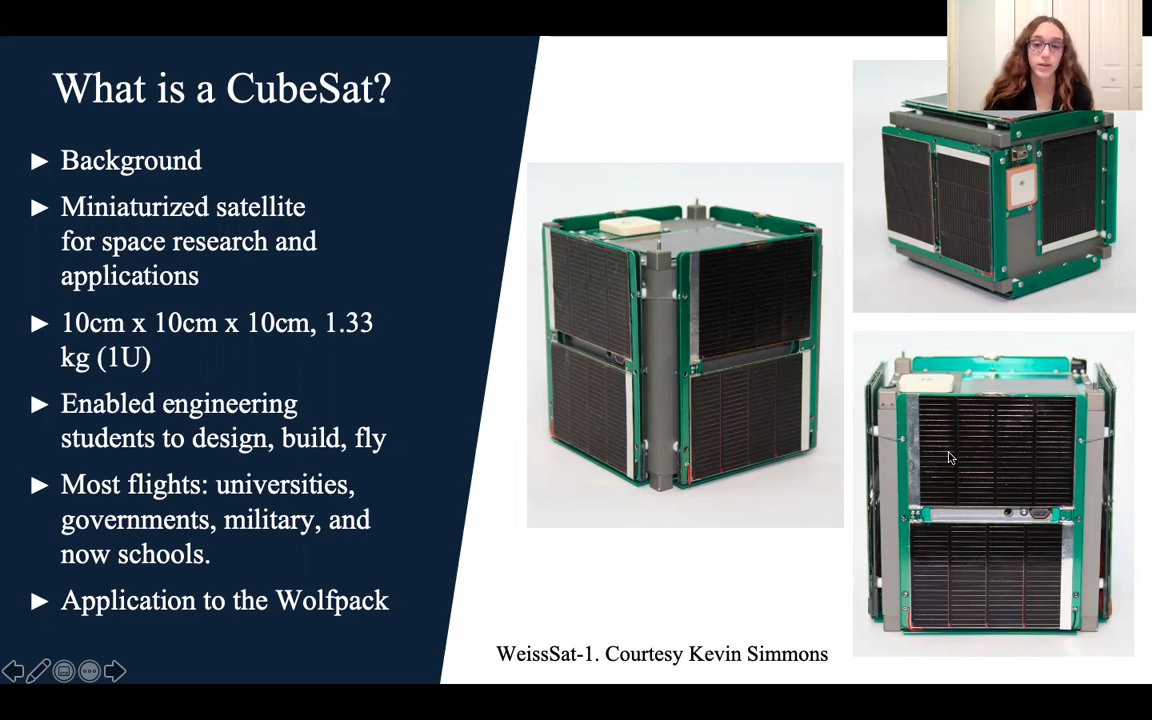 What is a CubeSat?
► Background
► Miniaturized satellite
for space research and
applications
► 10cm x 10cm x 10cm, 1.33
kg (1U)
► Enabled engineering
students to design, build, fly
► Most flights: universities,
governments, military, and
now schools.
► Application to the Wolfpack
WeissSat-1. Courtesy Kevin Simmons